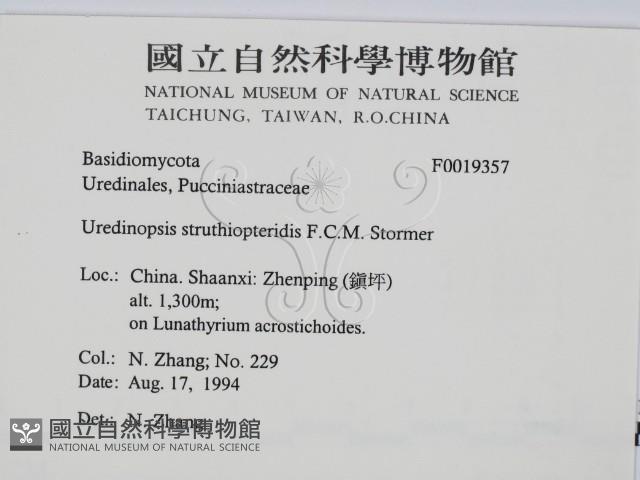 國立自然科學博物館
NATIONAL MUSEUM OF NATURAL SCIENCE
TAICHUNG, TAIWAN, R.O.CHINA
Basidiomycota F0019357
Uredinales, Pucciniastraceae
Uredinopsis struthiopteridis F.C.M. Stormer
Loc.: China. Shaanxi: Zhenping (鎭坪)
alt. 1,300m;
on Lunathyrium acrostichoides.
Col.: N. Zhang; No. 229
Date: Aug. 17, 1994
Det.: N. Zhang
國立自然科學博物館
NATIONAL MUSEUM OF NATURAL SCIENCE